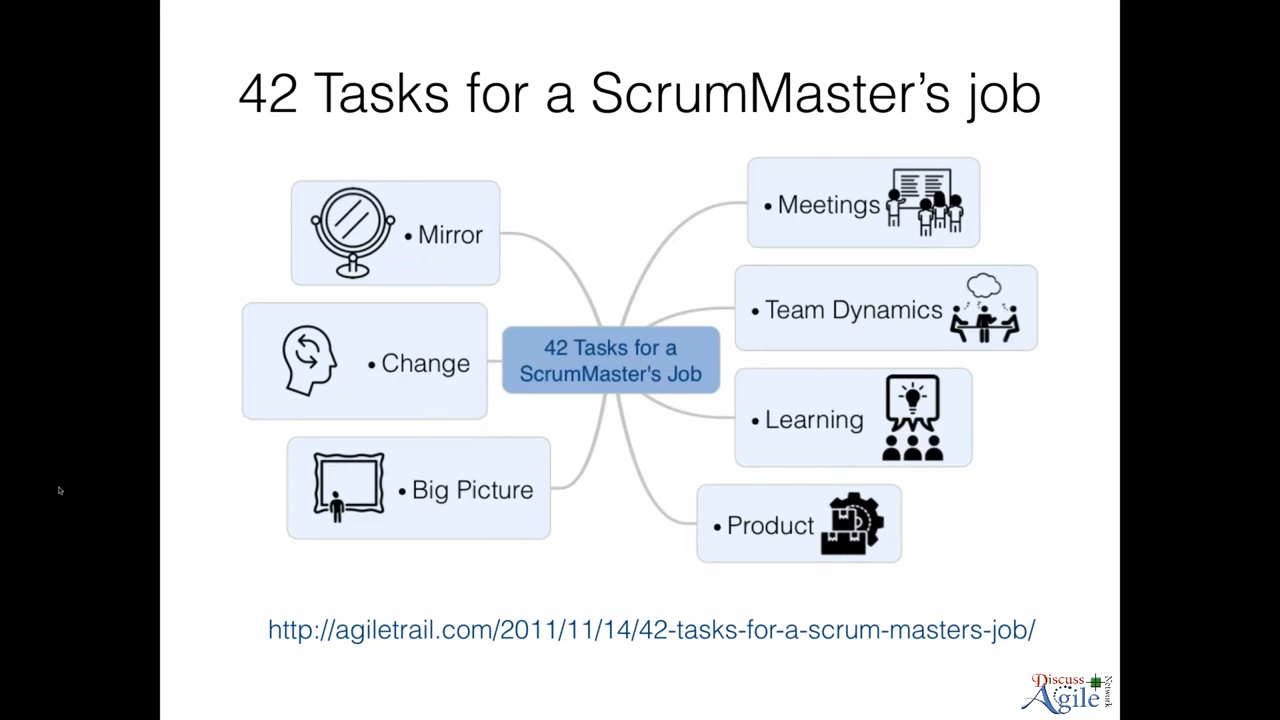 42 Tasks for a ScrumMaster's job
• Mirror
• Change
• Big Picture
42 Tasks for a
ScrumMaster's Job
• Meetings
• Team Dynamics
• Learning
• Product
http://agiletrail.com/2011/11/14/42-tasks-for-a-scrum-masters-job/
Discuss
Agile
Network